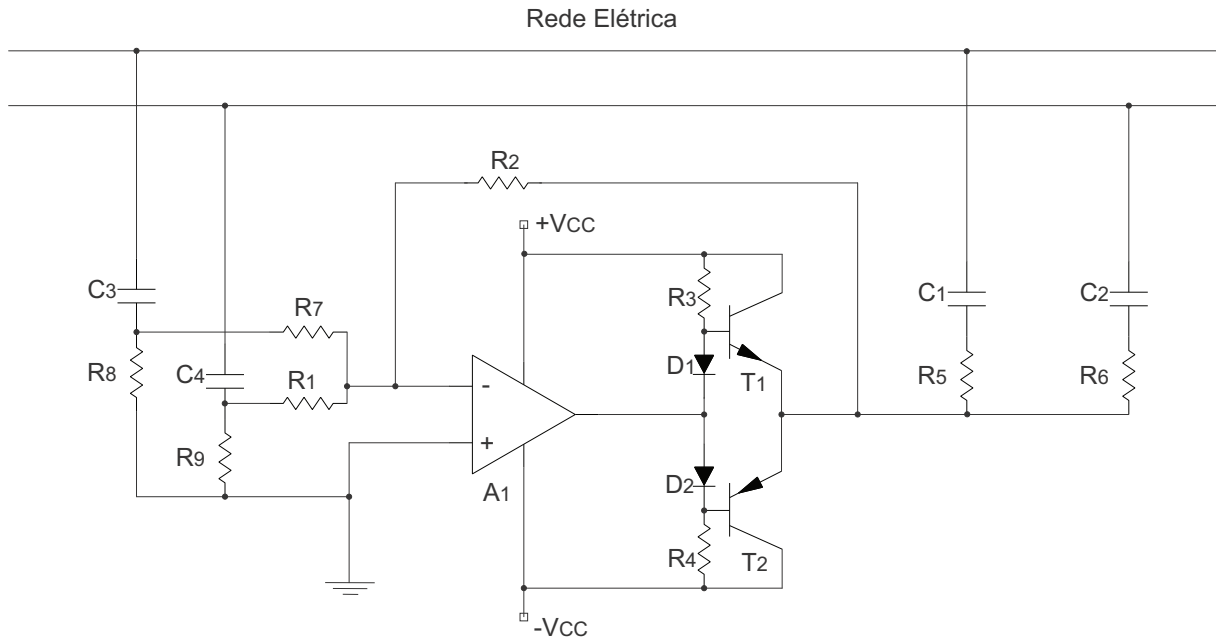 Rede Elétrica
R2
+VCC
C3
R7
R3
C1
C2
R8
C4
R1
D1
T1
R5
R6
-
+
R9
A1
D2
R4
T2
-VCC